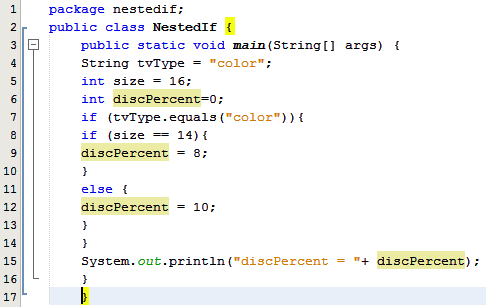 1 package nestedif;
2 public class NestedIf {
3 public static void main(String[] args) {
4 String tvType = "color";
5 int size = 16;
6 int discPercent=0;
7 if (tvType.equals("color")){
8 if (size == 14){
9 discPercent = 8;
10 }
11 else {
12 discPercent = 10;
13 }
14 }
15 System.out.println("discPercent = "+ discPercent);
16 }
17 }